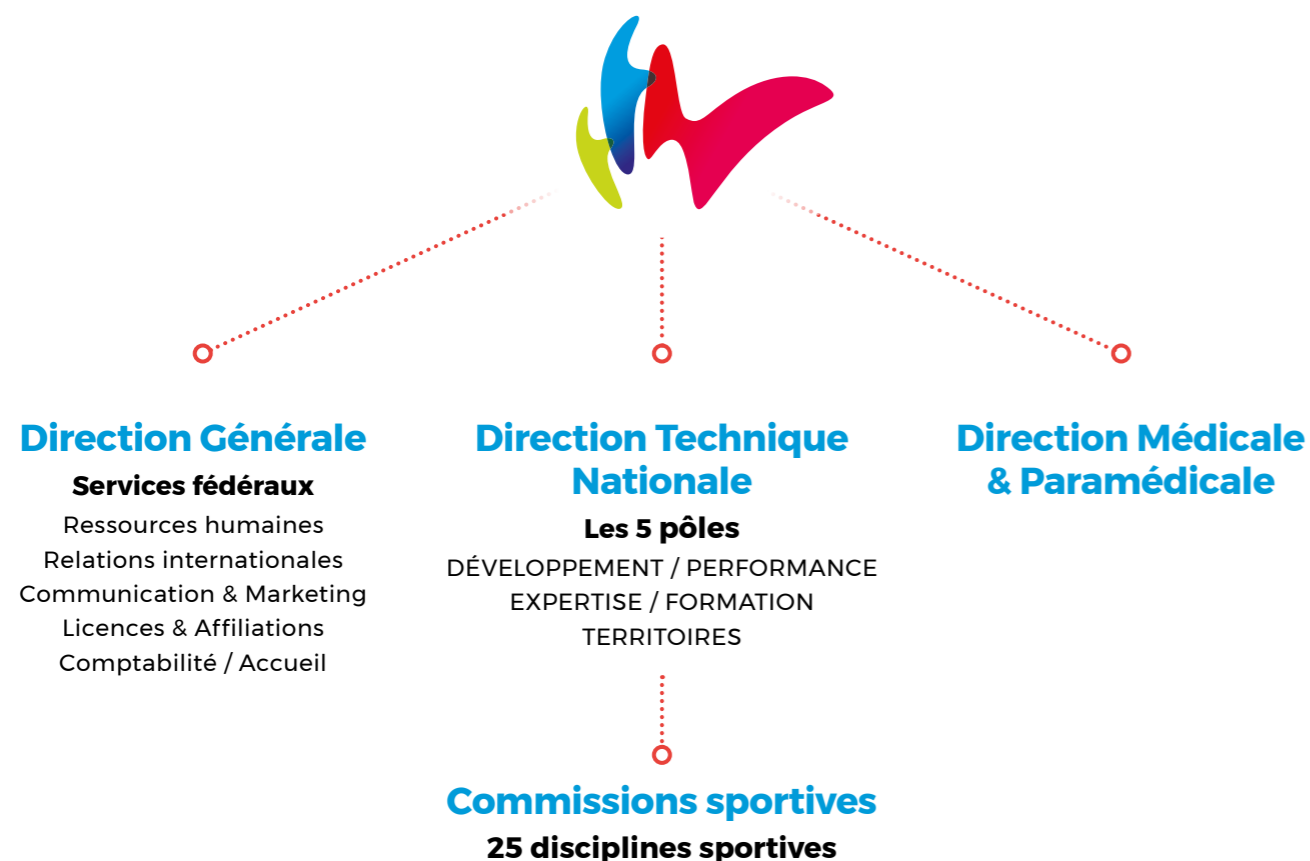 Direction Générale
Services fédéraux
Ressources humaines
Relations internationales
Communication & Marketing
Licences & Affiliations
Comptabilité / Accueil
Direction Technique
Nationale
Les 5 pôles
DÉVELOPPEMENT / PERFORMANCE
EXPERTISE / FORMATION
TERRITOIRES
Commissions sportives
25 disciplines sportives
Direction Médicale
& Paramédicale